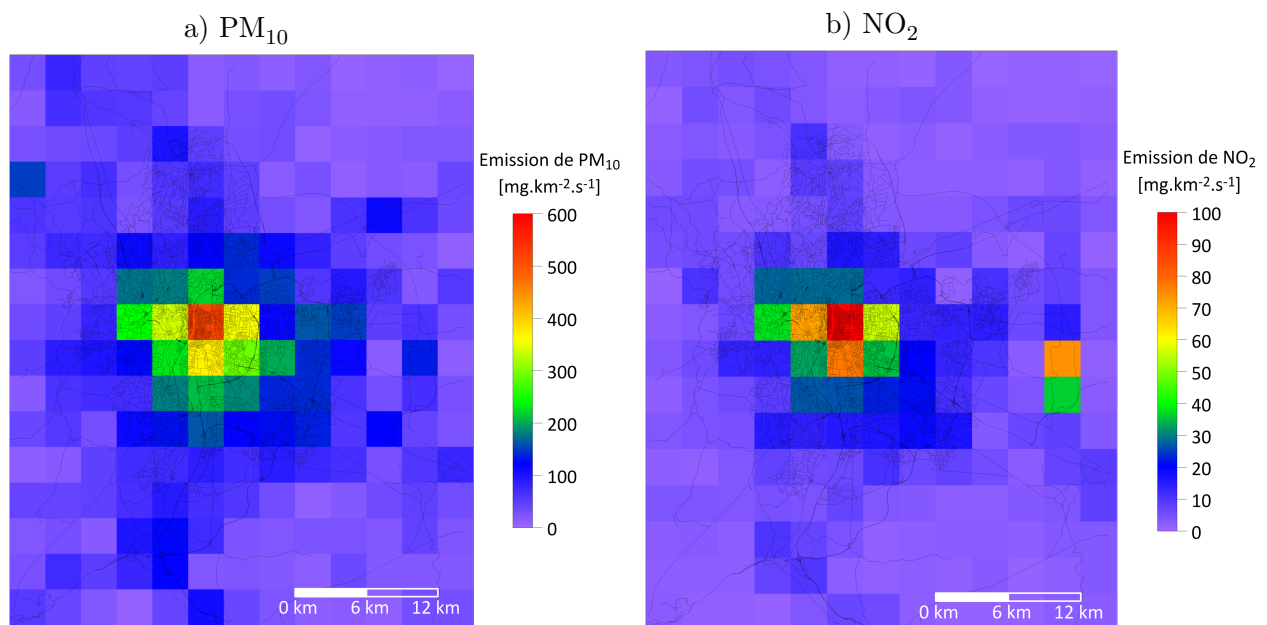 a) PM₁₀
Emission de PM₁₀
[mg.km⁻².s⁻¹]
600
500
400
300
200
100
0
0 km 6 km 12 km
b) NO₂
Emission de NO₂
[mg.km⁻².s⁻¹]
100
90
80
70
60
50
40
30
20
10
0
0 km 6 km 12 km